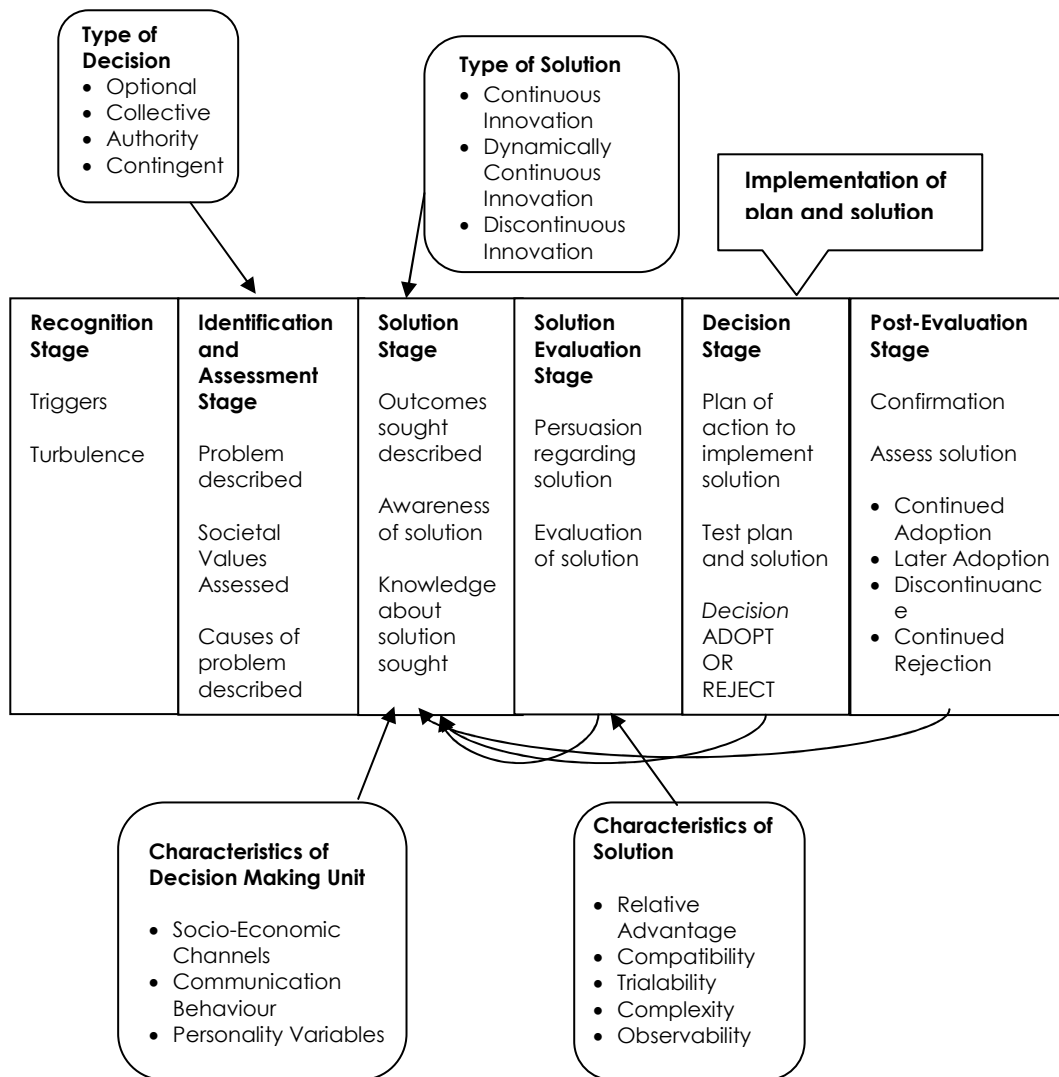 Type of
Decision
• Optional
• Collective
• Authority
• Contingent
Type of Solution
• Continuous
Innovation
• Dynamically
Continuous
Innovation
• Discontinuous
Innovation
Implementation of
plan and solution
Recognition
Stage
Triggers
Turbulence
Identification
and
Assessment
Stage
Problem
described
Societal
Values
Assessed
Causes of
problem
described
Solution
Stage
Outcomes
sought
described
Awareness
of solution
Knowledge
about
solution
sought
Solution
Evaluation
Stage
Persuasion
regarding
solution
Evaluation
of solution
Decision
Stage
Plan of
action to
implement
solution
Test plan
and solution
Decision
ADOPT
OR
REJECT
Post-Evaluation
Stage
Confirmation
Assess solution
• Continued
Adoption
• Later Adoption
• Discontinuanc
e
• Continued
Rejection
Characteristics of
Decision Making Unit
• Socio-Economic
Channels
• Communication
Behaviour
• Personality Variables
Characteristics of
Solution
• Relative
Advantage
• Compatibility
• Trialability
• Complexity
• Observability